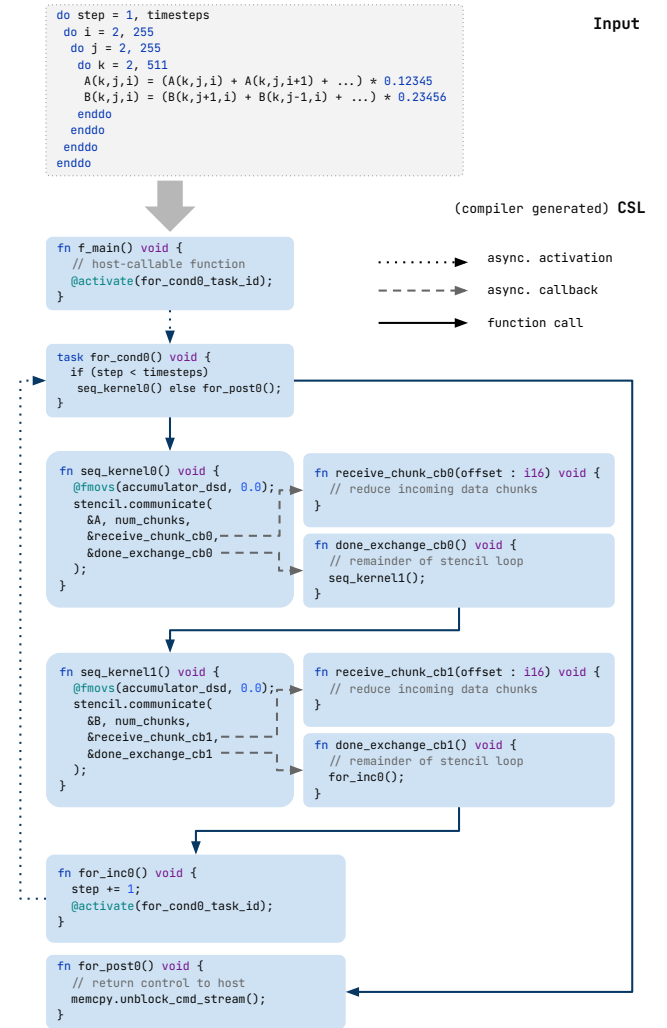 do step = 1, timesteps
do i = 2, 255
do j = 2, 255
do k = 2, 511
A(k,j,i) = (A(k,j,i) + A(k,j,i+1) + ...) * 0.12345
B(k,j,i) = (B(k,j+1,i) + B(k,j-1,i) + ...) * 0.23456
enddo
enddo
enddo
enddo
Input
(compiler generated) CSL
async. activation
async. callback
function call
fn f_main() void {
// host-callable function
@activate(for_cond0_task_id);
}
task for_cond0() void {
if (step < timesteps)
seq_kernel0() else for_post0();
}
fn seq_kernel0() void {
@fmovs(accumulator_dsd, 0.0);
stencil.communicate(
&A, num_chunks,
&receive_chunk_cb0,
&done_exchange_cb0
);
}
fn receive_chunk_cb0(offset : i16) void {
// reduce incoming data chunks
}
fn done_exchange_cb0() void {
// remainder of stencil loop
seq_kernel1();
}
fn seq_kernel1() void {
@fmovs(accumulator_dsd, 0.0);
stencil.communicate(
&B, num_chunks,
&receive_chunk_cb1,
&done_exchange_cb1
);
}
fn receive_chunk_cb1(offset : i16) void {
// reduce incoming data chunks
}
fn done_exchange_cb1() void {
// remainder of stencil loop
for_inc0();
}
fn for_inc0() void {
step += 1;
@activate(for_cond0_task_id);
}
fn for_post0() void {
// return control to host
memcpy.unblock_cmd_stream();
}